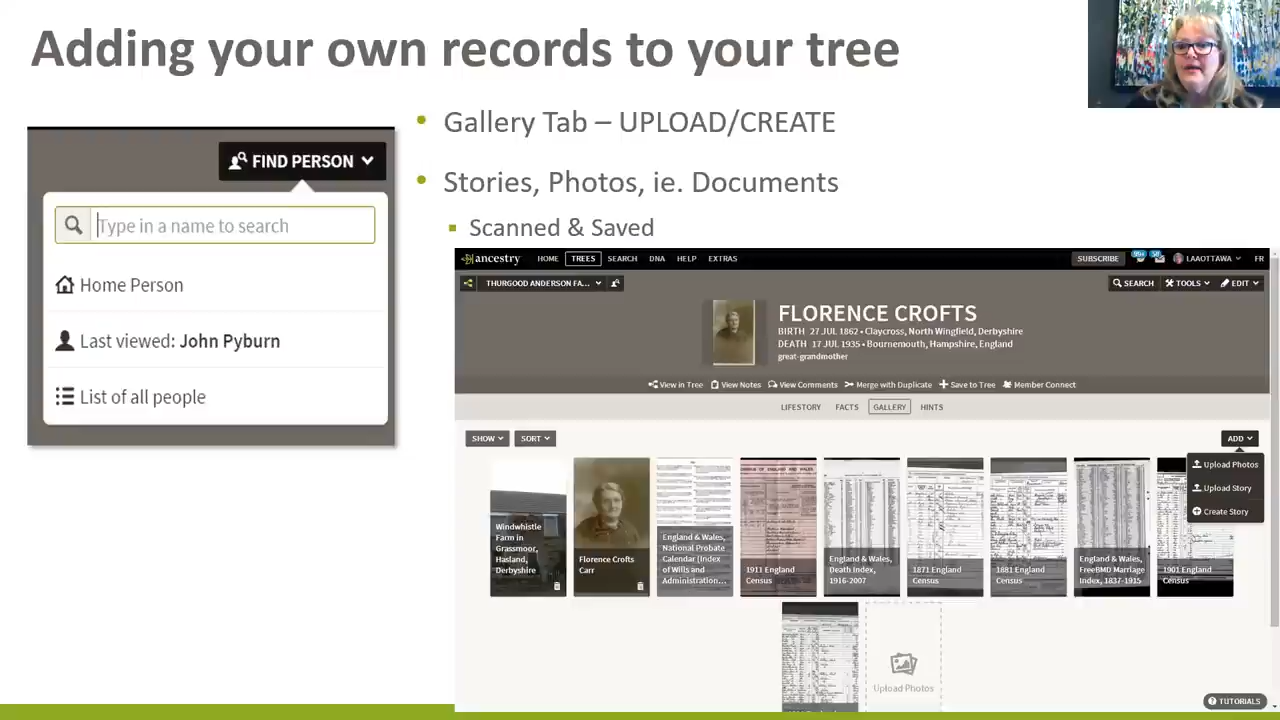 Adding your own records to your tree
FIND PERSON
Type in a name to search
Home Person
Last viewed: John Pyburn
List of all people
• Gallery Tab – UPLOAD/CREATE
• Stories, Photos, ie. Documents
▪ Scanned & Saved
ancestry HOME TREES SEARCH DNA HELP EXTRAS SUBSCRIBE 99+ 58 LAAOTTAWA FR
THURGOOD ANDERSON FA... SEARCH TOOLS EDIT
FLORENCE CROFTS
BIRTH 27 JUL 1862 • Claycross, North Wingfield, Derbyshire
DEATH 17 JUL 1935 • Bournemouth, Hampshire, England
great-grandmother
View in Tree View Notes View Comments Merge with Duplicate Save to Tree Member Connect
LIFESTORY FACTS GALLERY HINTS
SHOW SORT ADD
Upload Photos
Upload Story
Create Story
Windwhistle
Farm in
Grassmoor,
Hasland,
Derbyshire
Florence Crofts
Carr
England & Wales,
National Probate
Calendar (Index
of Wills and
Administration...
1911 England
Census
England & Wales,
Death Index,
1916-2007
1871 England
Census
1881 England
Census
England & Wales,
FreeBMD Marriage
Index, 1837-1915
1901 England
Census
Upload Photos
TUTORIALS